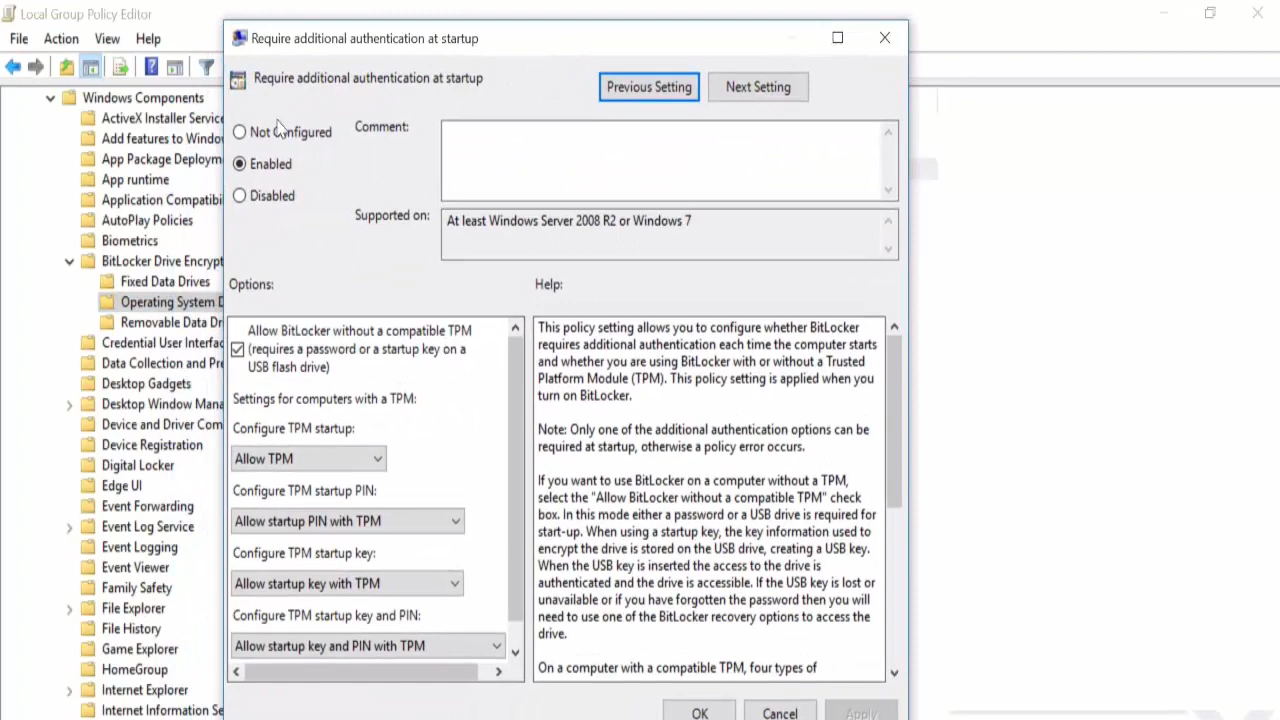 Local Group Policy Editor
File Action View Help
Windows Components
ActiveX Installer Service
Add features to Window
App Package Deploym
App runtime
Application Compatibi
AutoPlay Policies
Biometrics
BitLocker Drive Encrypt
Fixed Data Drives
Operating System D
Removable Data Dr
Credential User Interfac
Data Collection and Pre
Desktop Gadgets
Desktop Window Mana
Device and Driver Com
Device Registration
Digital Locker
Edge UI
Event Forwarding
Event Log Service
Event Logging
Event Viewer
Family Safety
File Explorer
File History
Game Explorer
HomeGroup
Internet Explorer
Internet Information Se
Require additional authentication at startup
Require additional authentication at startup
Previous Setting Next Setting
Not Configured
Enabled
Disabled
Comment:
Supported on:
At least Windows Server 2008 R2 or Windows 7
Options:
Help:
Allow BitLocker without a compatible TPM
(requires a password or a startup key on a
USB flash drive)
Settings for computers with a TPM:
Configure TPM startup:
Allow TPM
Configure TPM startup PIN:
Allow startup PIN with TPM
Configure TPM startup key:
Allow startup key with TPM
Configure TPM startup key and PIN:
Allow startup key and PIN with TPM
This policy setting allows you to configure whether BitLocker
requires additional authentication each time the computer starts
and whether you are using BitLocker with or without a Trusted
Platform Module (TPM). This policy setting is applied when you
turn on BitLocker.
Note: Only one of the additional authentication options can be
required at startup, otherwise a policy error occurs.
If you want to use BitLocker on a computer without a TPM,
select the "Allow BitLocker without a compatible TPM" check
box. In this mode either a password or a USB drive is required for
start-up. When using a startup key, the key information used to
encrypt the drive is stored on the USB drive, creating a USB key.
When the USB key is inserted the access to the drive is
authenticated and the drive is accessible. If the USB key is lost or
unavailable or if you have forgotten the password then you will
need to use one of the BitLocker recovery options to access the
drive.
On a computer with a compatible TPM, four types of
OK Cancel Apply